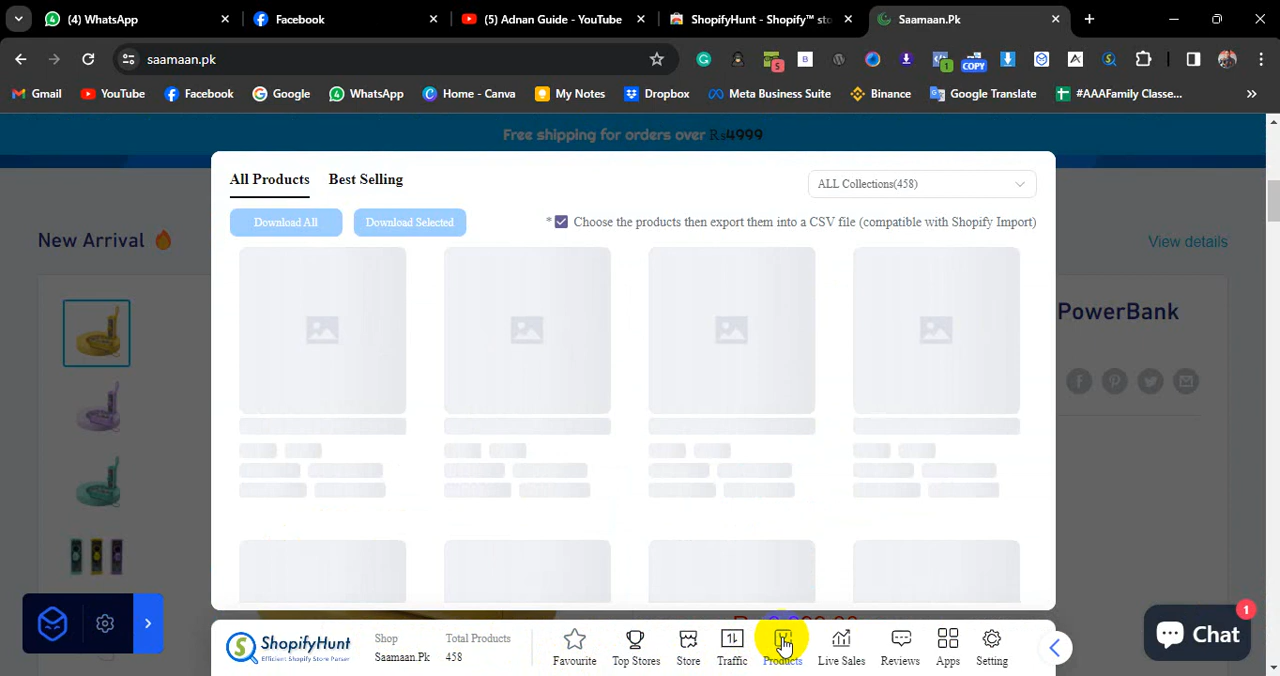 (4) WhatsApp
Facebook
(5) Adnan Guide - YouTube
ShopifyHunt - Shopify™ sto
Saamaan.Pk
saamaan.pk
5
B
1
COPY
Gmail
YouTube
Facebook
Google
WhatsApp
Home - Canva
My Notes
Dropbox
Meta Business Suite
Binance
Google Translate
#AAAFamily Classe...
Free shipping for orders over Rs4999
All Products
Best Selling
ALL Collections(458)
Download All
Download Selected
* Choose the products then export them into a CSV file (compatible with Shopify Import)
New Arrival
View details
PowerBank
ShopifyHunt
Efficient Shopify Store Parser
Shop
Saamaan.Pk
Total Products
458
Favourite
Top Stores
Store
Traffic
Products
Live Sales
Reviews
Apps
Setting
Chat
1